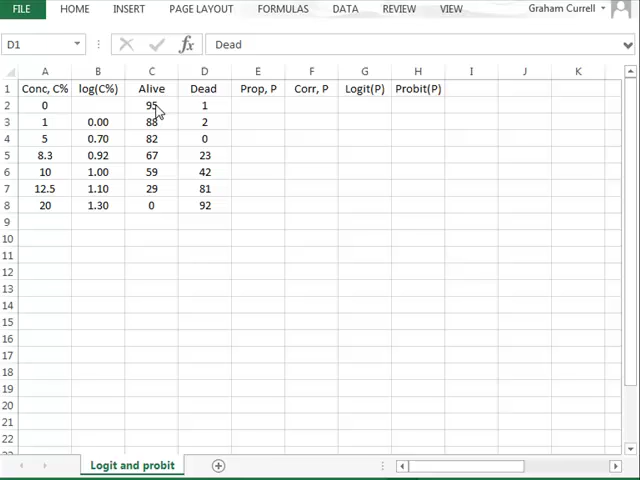 FILE HOME INSERT PAGE LAYOUT FORMULAS DATA REVIEW VIEW Graham Currell
D1 fx Dead
A B C D E F G H I J K
1 Conc, C% log(C%) Alive Dead Prop, P Corr, P Logit(P) Probit(P)
2 0 95 1
3 1 0.00 88 2
4 5 0.70 82 0
5 8.3 0.92 67 23
6 10 1.00 59 42
7 12.5 1.10 29 81
8 20 1.30 0 92
9
10
11
12
13
14
15
16
17
18
19
20
21
22
Logit and probit